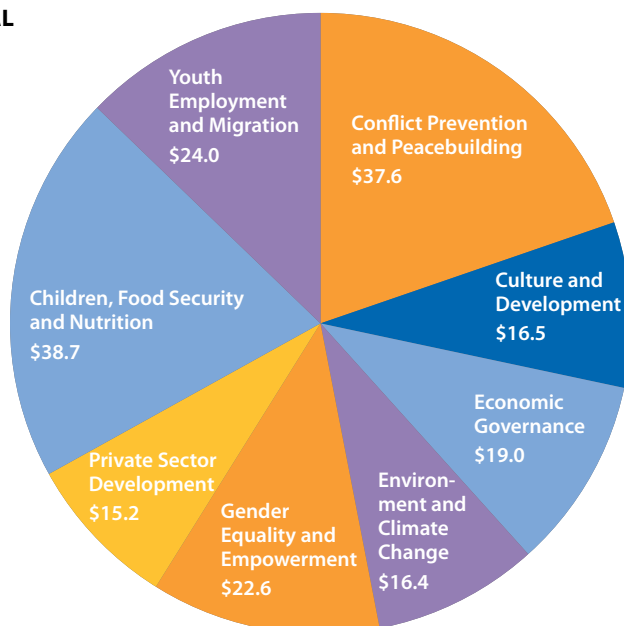 Youth
Employment
and Migration
$24.0
Conflict Prevention
and Peacebuilding
$37.6
Culture and
Development
$16.5
Children, Food Security
and Nutrition
$38.7
Economic
Governance
$19.0
Private Sector
Development
$15.2
Environ-
ment and
Climate
Change
$16.4
Gender
Equality and
Empowerment
$22.6